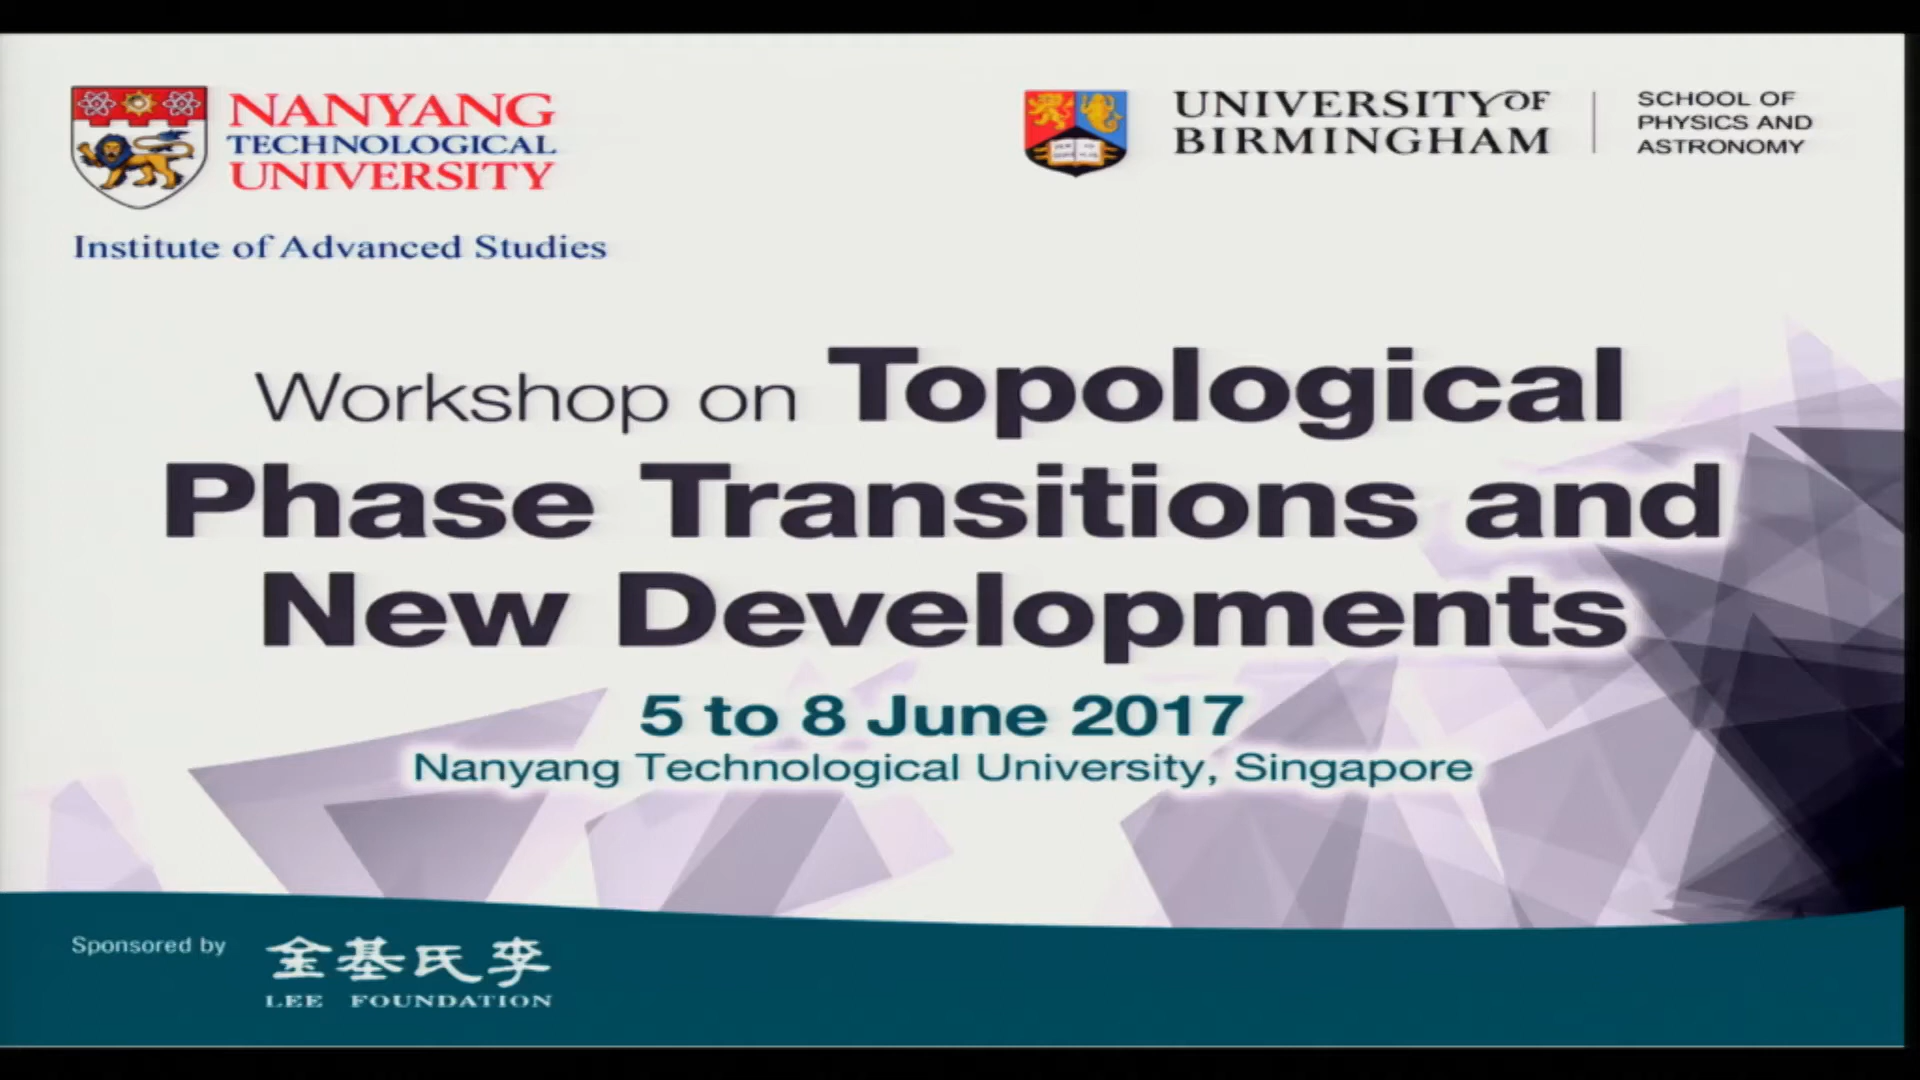 NANYANG
TECHNOLOGICAL
UNIVERSITY
Institute of Advanced Studies
UNIVERSITY OF
BIRMINGHAM
SCHOOL OF
PHYSICS AND
ASTRONOMY
Workshop on Topological
Phase Transitions and
New Developments
5 to 8 June 2017
Nanyang Technological University, Singapore
Sponsored by
金基氏李
LEE FOUNDATION